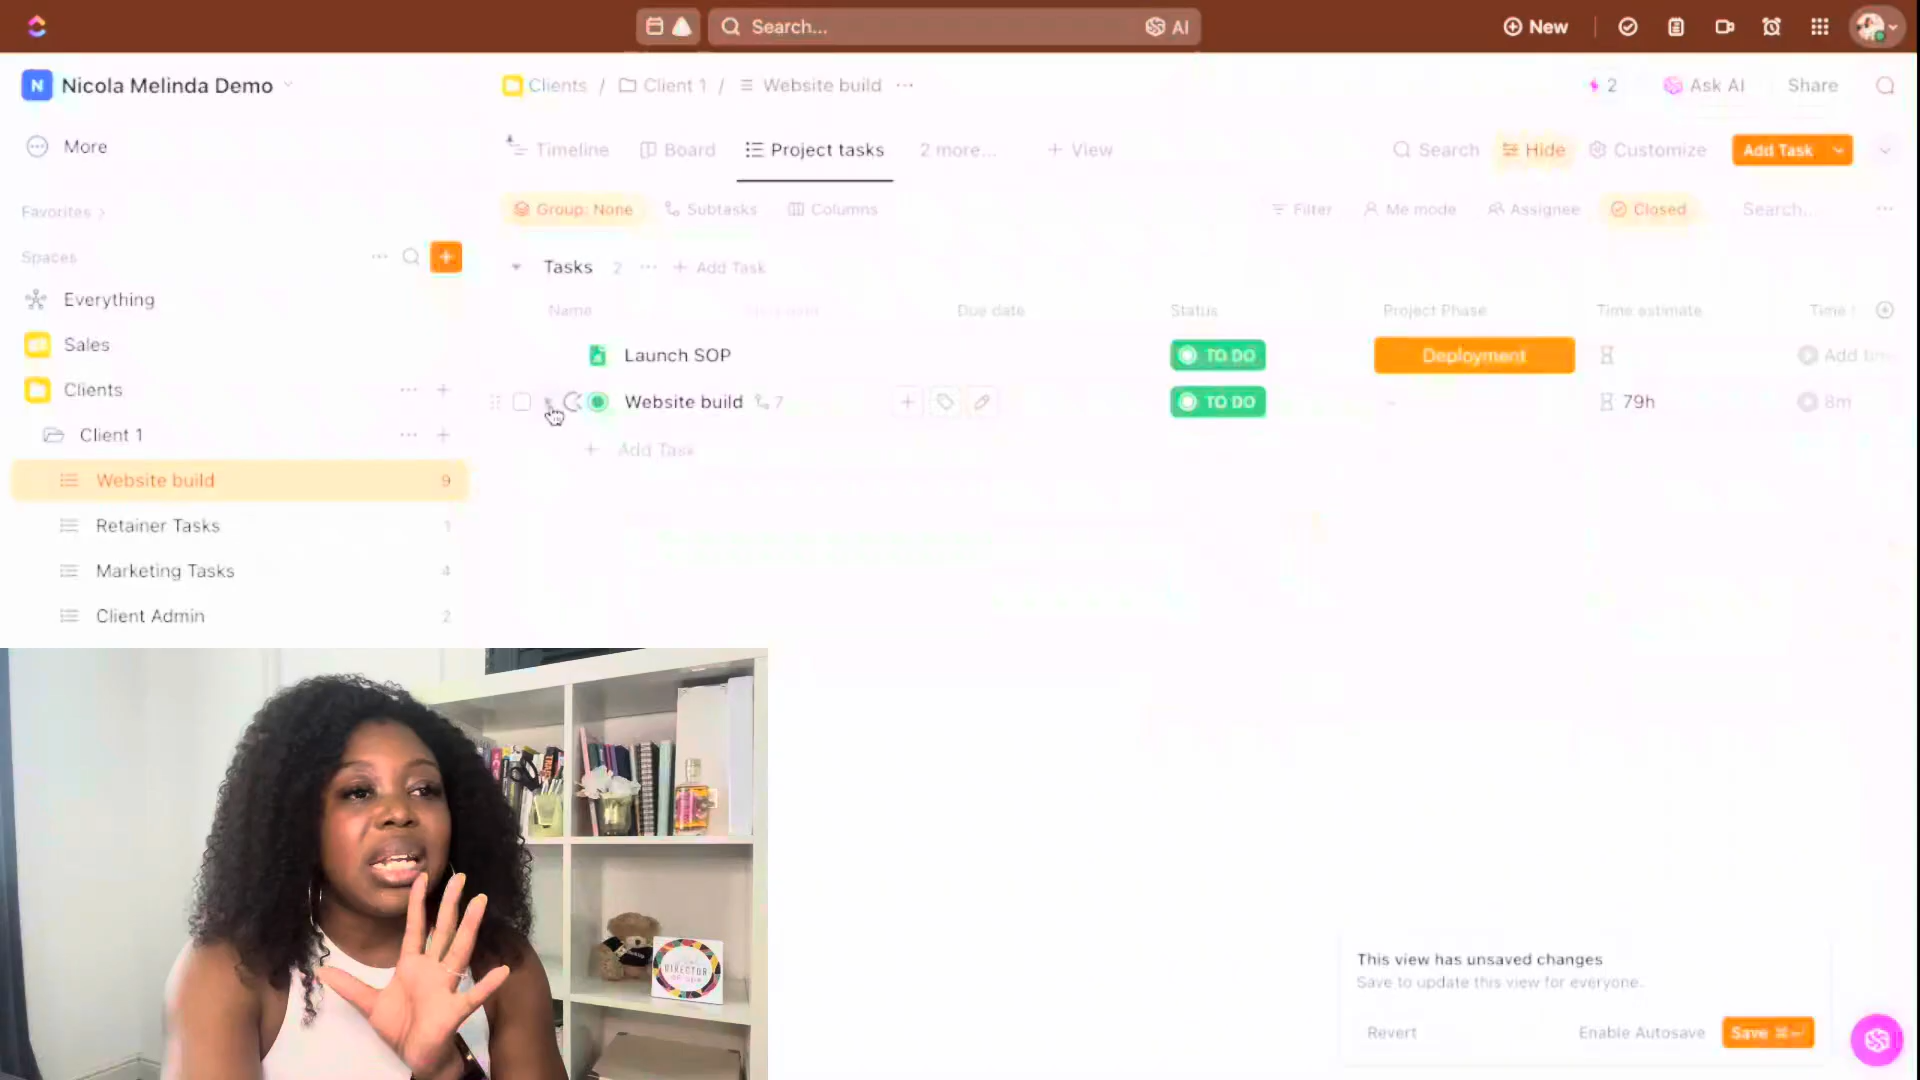 Search...
AI
New
N Nicola Melinda Demo
Clients / Client 1 / Website build
2
Ask AI
Share
More
Timeline
Board
Project tasks
2 more...
+ View
Search
Hide
Customize
Add Task
Favorites
Group: None
Subtasks
Columns
Filter
Me mode
Assignee
Closed
Search...
Spaces
Tasks 2
+ Add Task
Everything
Name
Due date
Status
Project Phase
Time estimate
Sales
Launch SOP
TO DO
Deployment
Clients
Website build 7
TO DO
–
79h
8m
Client 1
+ Add Task
Website build 9
Retainer Tasks 1
Marketing Tasks 4
Client Admin 2
DIRECTOR
This view has unsaved changes
Save to update this view for everyone.
Revert
Enable Autosave
Save